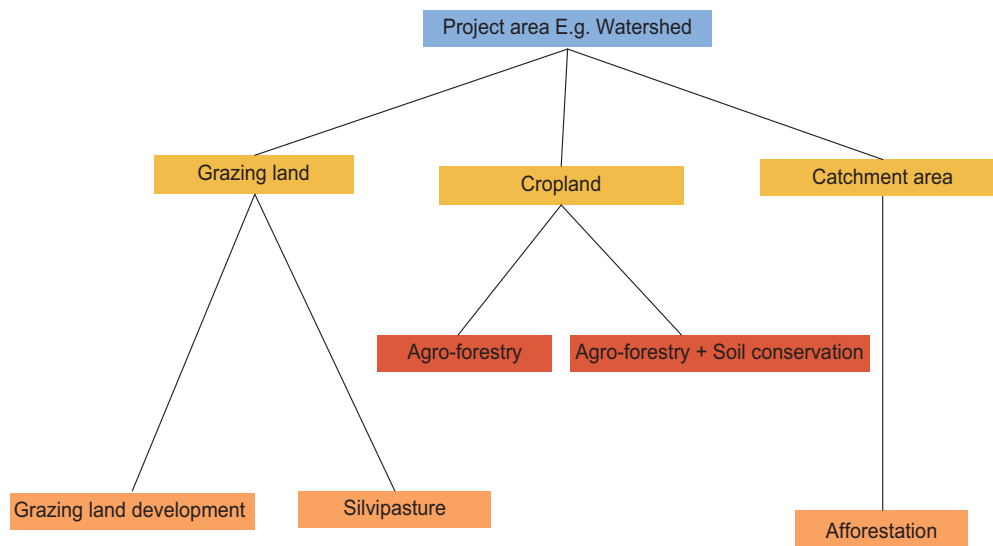 Project area E.g. Watershed
Grazing land
Cropland
Catchment area
Agro-forestry
Agro-forestry + Soil conservation
Grazing land development
Silvipasture
Afforestation